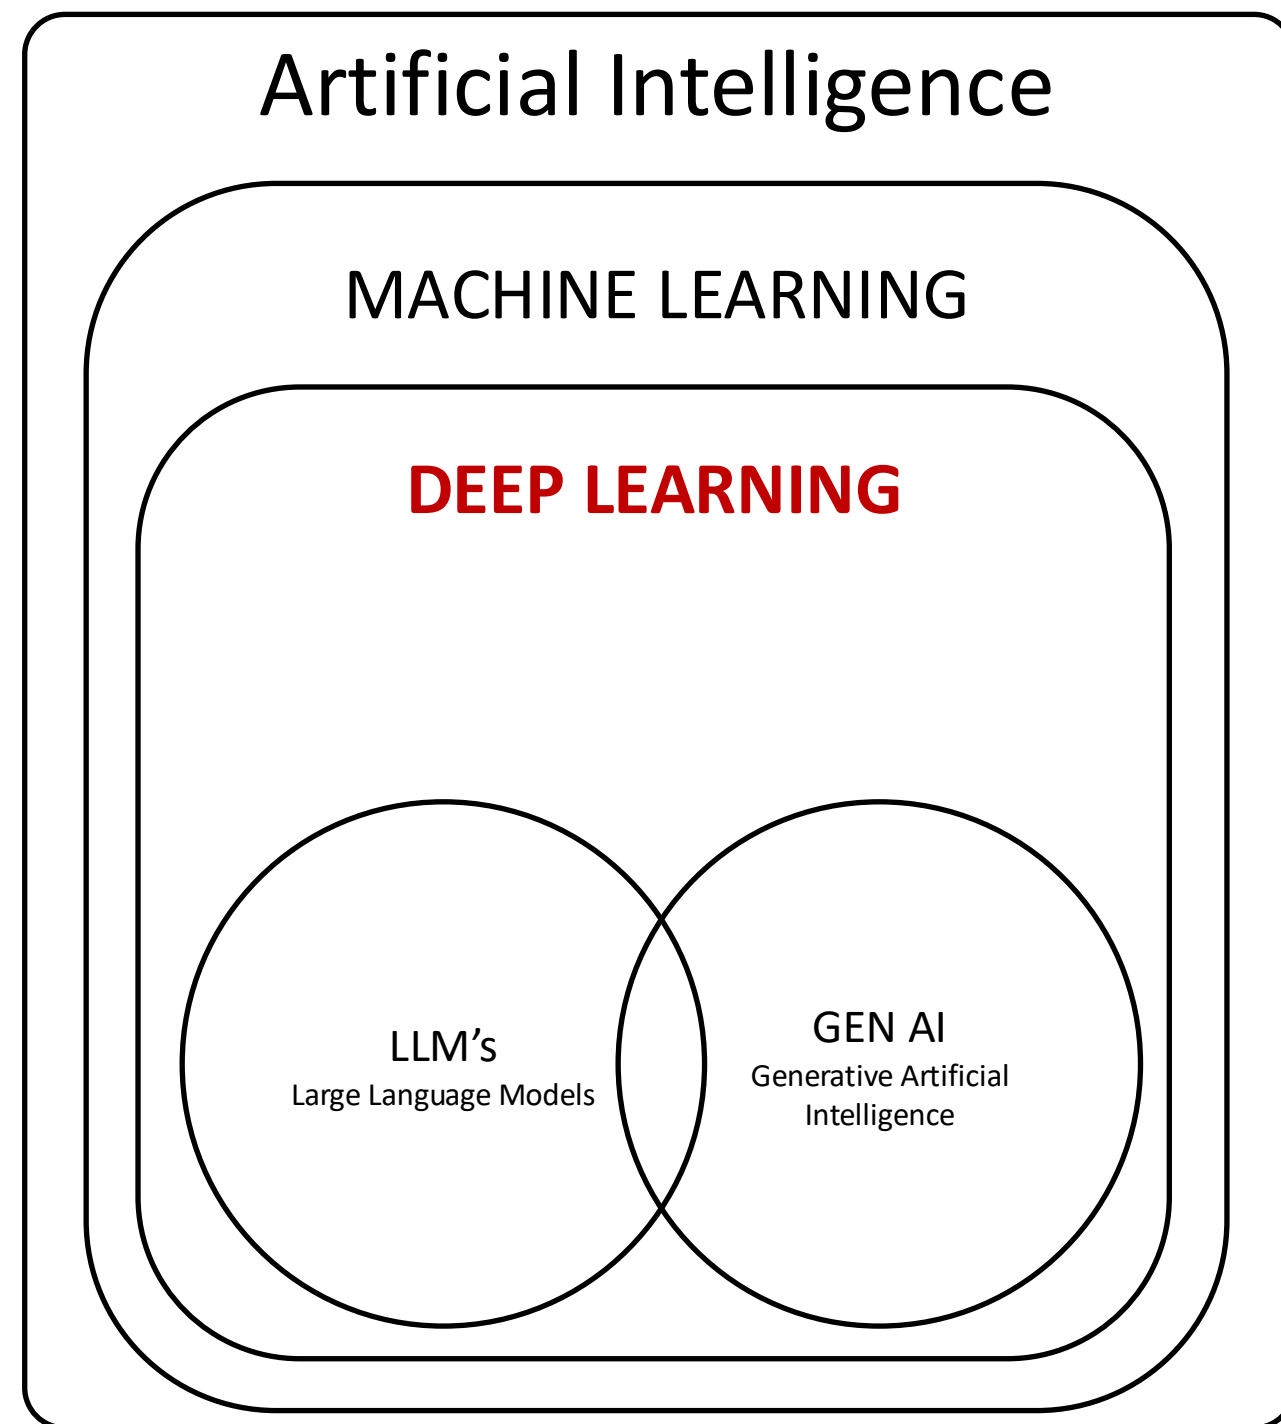 Artificial Intelligence
MACHINE LEARNING
DEEP LEARNING
LLM’s
Large Language Models
GEN AI
Generative Artificial
Intelligence